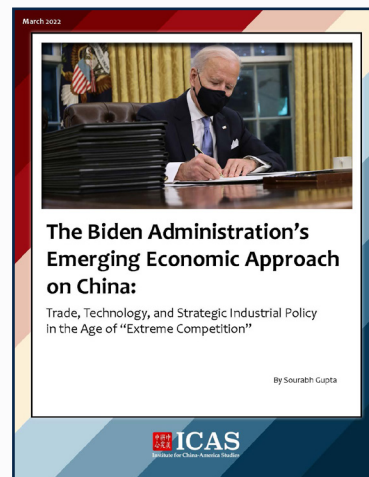 March 2022
The Biden Administration's
Emerging Economic Approach
on China:
Trade, Technology, and Strategic Industrial Policy
in the Age of “Extreme Competition”
By Sourabh Gupta
ICAS
Institute for China-America Studies